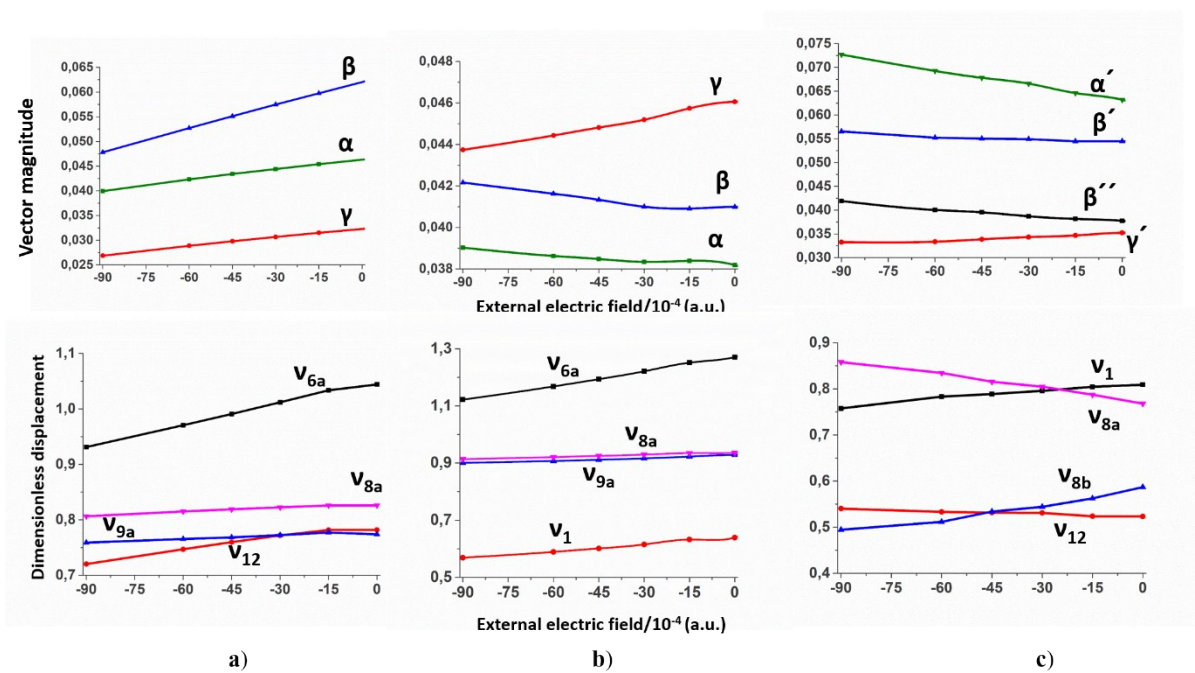 Vector magnitude
0,065
0,060
0,055
0,050
0,045
0,040
0,035
0,030
0,025
β
α
γ
-90 -75 -60 -45 -30 -15 0
0,048
0,046
0,044
0,042
0,040
0,038
γ
β
α
-90 -75 -60 -45 -30 -15 0
External electric field/10⁻⁴ (a.u.)
0,075
0,070
0,065
0,060
0,055
0,050
0,045
0,040
0,035
0,030
α´
β´
β´´
γ´
-90 -75 -60 -45 -30 -15 0
Dimensionless displacement
1,1
1,0
0,9
0,8
0,7
ν6a
ν8a
ν9a
ν12
-90 -75 -60 -45 -30 -15 0
1,3
1,1
0,9
0,7
0,5
ν6a
ν8a
ν9a
ν1
-90 -75 -60 -45 -30 -15 0
External electric field/10⁻⁴ (a.u.)
0,9
0,8
0,7
0,6
0,5
0,4
ν1
ν8a
ν8b
ν12
-90 -75 -60 -45 -30 -15 0
a) b) c)